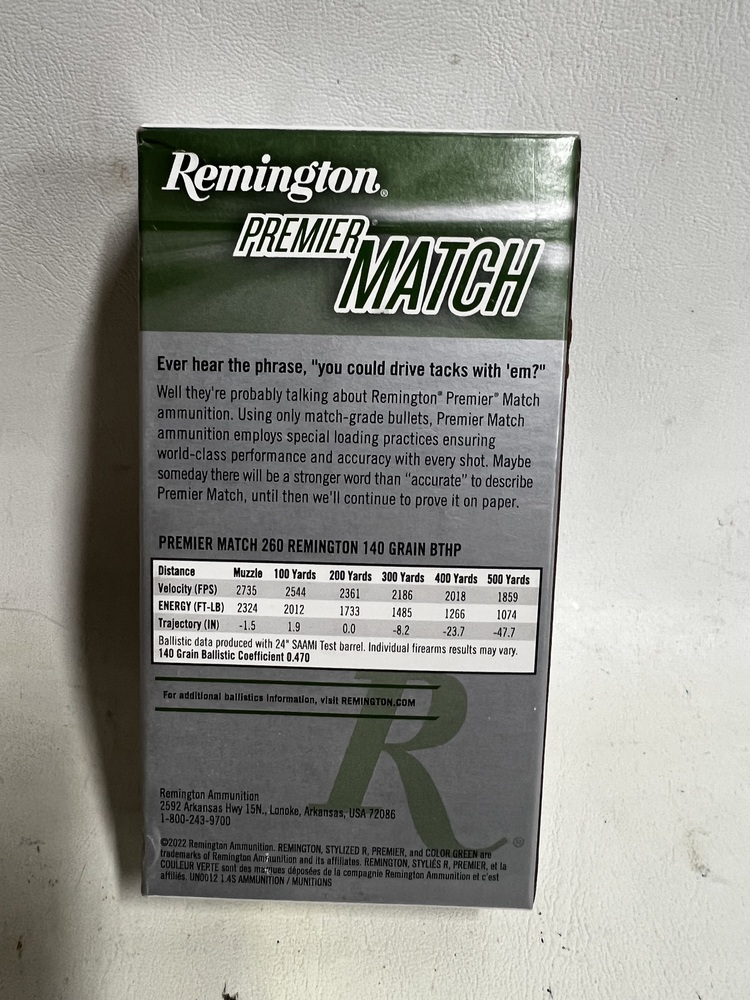 Remington®
PREMIER
MATCH
Ever hear the phrase, "you could drive tacks with 'em?"
Well they're probably talking about Remington® Premier® Match
ammunition. Using only match-grade bullets, Premier Match
ammunition employs special loading practices ensuring
world-class performance and accuracy with every shot. Maybe
someday there will be a stronger word than “accurate” to describe
Premier Match, until then we'll continue to prove it on paper.
PREMIER MATCH 260 REMINGTON 140 GRAIN BTHP
Distance Muzzle 100 Yards 200 Yards 300 Yards 400 Yards 500 Yards
Velocity (FPS) 2735 2544 2361 2186 2018 1859
ENERGY (FT-LB) 2324 2012 1733 1485 1266 1074
Trajectory (IN) -1.5 1.9 0.0 -8.2 -23.7 -47.7
Ballistic data produced with 24" SAAMI Test barrel. Individual firearms results may vary.
140 Grain Ballistic Coefficient 0.470
For additional ballistics information, visit REMINGTON.COM
R®
Remington Ammunition
2592 Arkansas Hwy 15N., Lonoke, Arkansas, USA 72086
1-800-243-9700
©2022 Remington Ammunition. REMINGTON, STYLIZED R, PREMIER, and COLOR GREEN are
trademarks of Remington Ammunition and its affiliates. REMINGTON, STYLIÉS R, PREMIER, et la
COULEUR VERTE sont des marques déposées de la compagnie Remington Ammunition et c'est
affiliés. UN0012 1.4S AMMUNITION / MUNITIONS